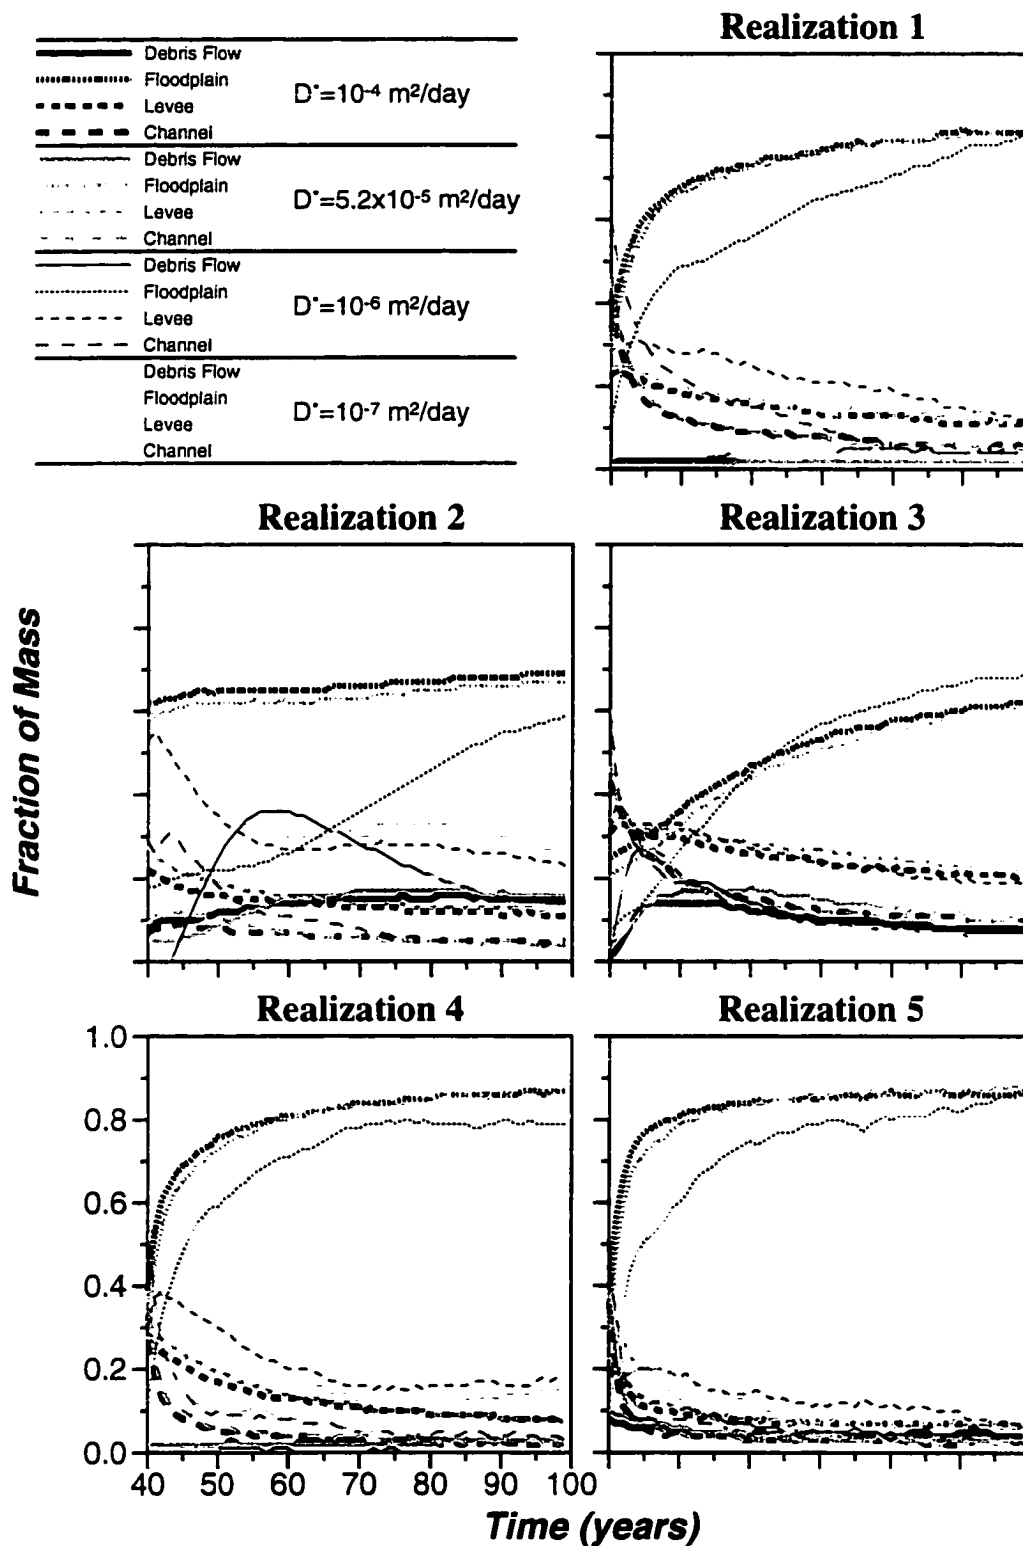 Realization 1
Debris Flow
Floodplain
Levee
Channel
D*=10-4 m2/day
Debris Flow
Floodplain
Levee
Channel
D*=5.2x10-5 m2/day
Debris Flow
Floodplain
Levee
Channel
D*=10-6 m2/day
Debris Flow
Floodplain
Levee
Channel
D*=10-7 m2/day
Realization 2
Realization 3
Fraction of Mass
Realization 4
Realization 5
1.0
0.8
0.6
0.4
0.2
0.0
40 50 60 70 80 90 100
Time (years)